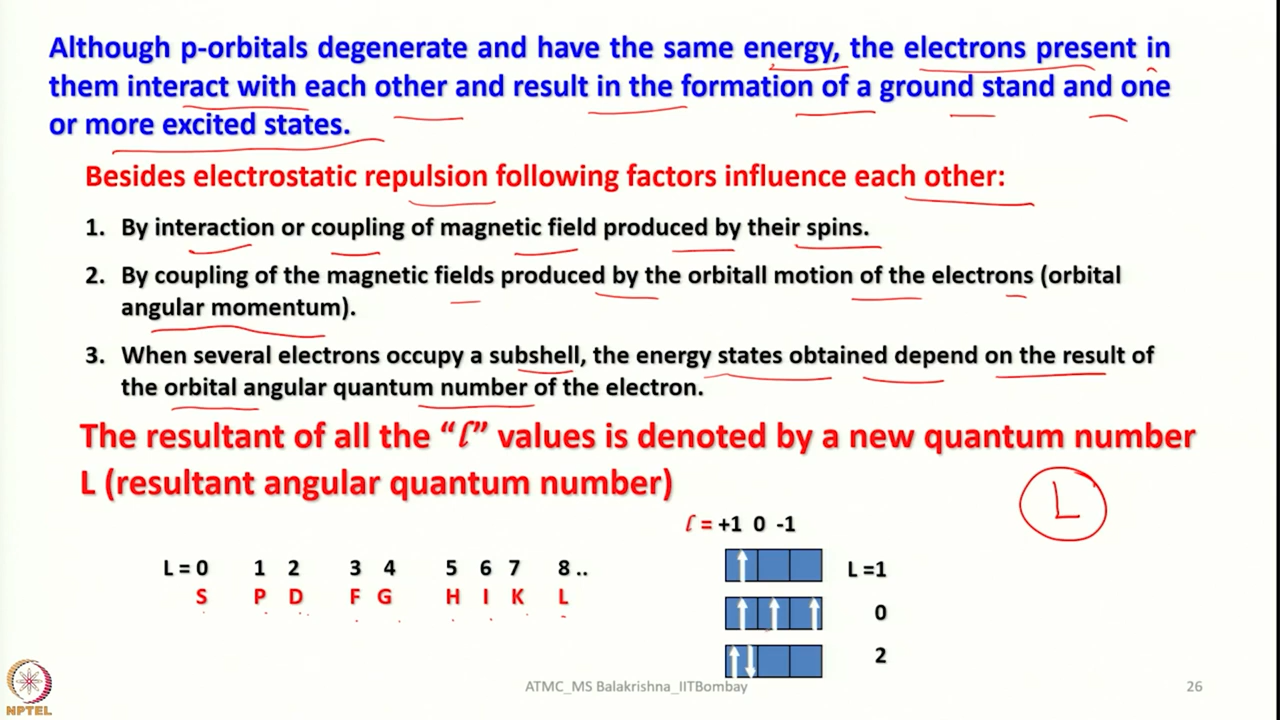 Although p-orbitals degenerate and have the same energy, the electrons present in
them interact with each other and result in the formation of a ground stand and one
or more excited states.
Besides electrostatic repulsion following factors influence each other:
1. By interaction or coupling of magnetic field produced by their spins.
2. By coupling of the magnetic fields produced by the orbitall motion of the electrons (orbital
angular momentum).
3. When several electrons occupy a subshell, the energy states obtained depend on the result of
the orbital angular quantum number of the electron.
The resultant of all the “ℓ” values is denoted by a new quantum number
L (resultant angular quantum number)
L
ℓ = +1 0 -1
L = 0 1 2 3 4 5 6 7 8 ..
S P D F G H I K L
L =1
0
2
NPTEL
ATMC_MS Balakrishna_IITBombay
26